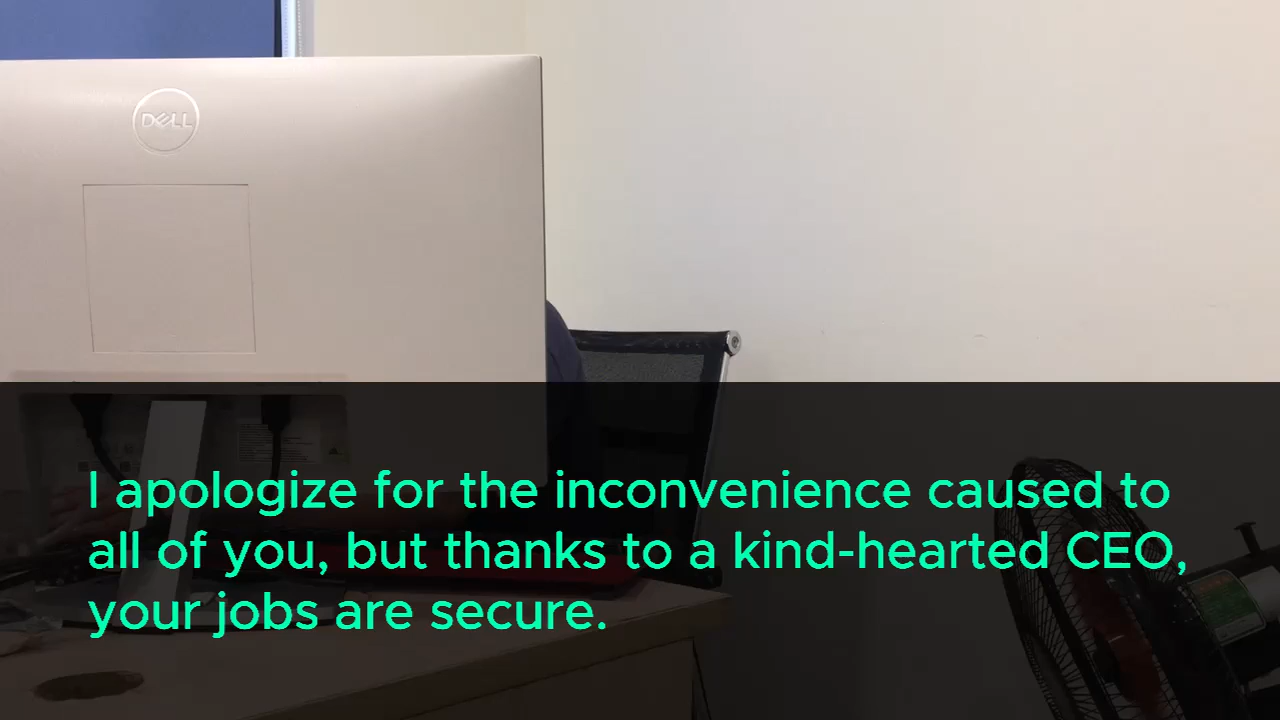 DELL
I apologize for the inconvenience caused to
all of you, but thanks to a kind-hearted CEO,
your jobs are secure.